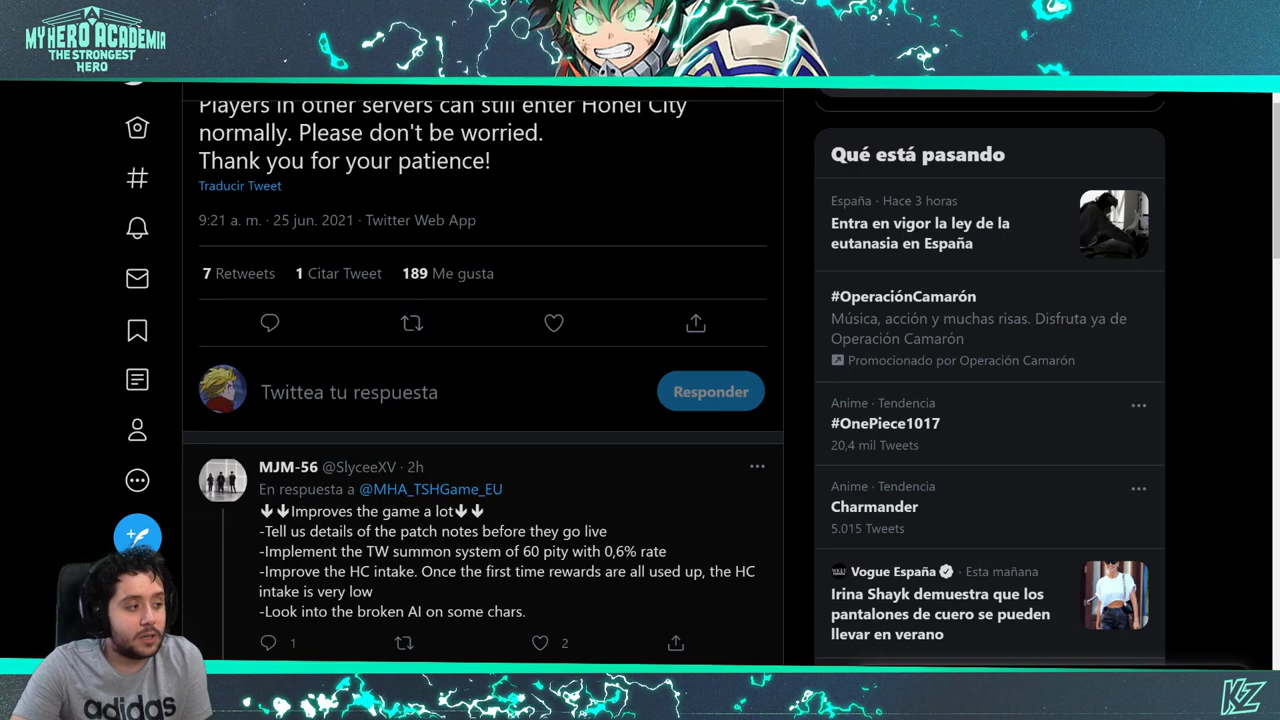 MY HERO ACADEMIA
THE STRONGEST
HERO
Players in other servers can still enter Honei City
normally. Please don't be worried.
Thank you for your patience!
Traducir Tweet
9:21 a. m. · 25 jun. 2021 · Twitter Web App
7 Retweets 1 Citar Tweet 189 Me gusta
Twittea tu respuesta
Responder
MJM-56 @SlyceeXV · 2h
En respuesta a @MHA_TSHGame_EU
↓↓Improves the game a lot↓↓
-Tell us details of the patch notes before they go live
-Implement the TW summon system of 60 pity with 0,6% rate
-Improve the HC intake. Once the first time rewards are all used up, the HC
intake is very low
-Look into the broken AI on some chars.
1 2
Qué está pasando
España · Hace 3 horas
Entra en vigor la ley de la
eutanasia en España
#OperaciónCamarón
Música, acción y muchas risas. Disfruta ya de
Operación Camarón
Promocionado por Operación Camarón
Anime · Tendencia
#OnePiece1017
20,4 mil Tweets
Anime · Tendencia
Charmander
5.015 Tweets
Vogue España · Esta mañana
Irina Shayk demuestra que los
pantalones de cuero se pueden
llevar en verano
adidas
KZ